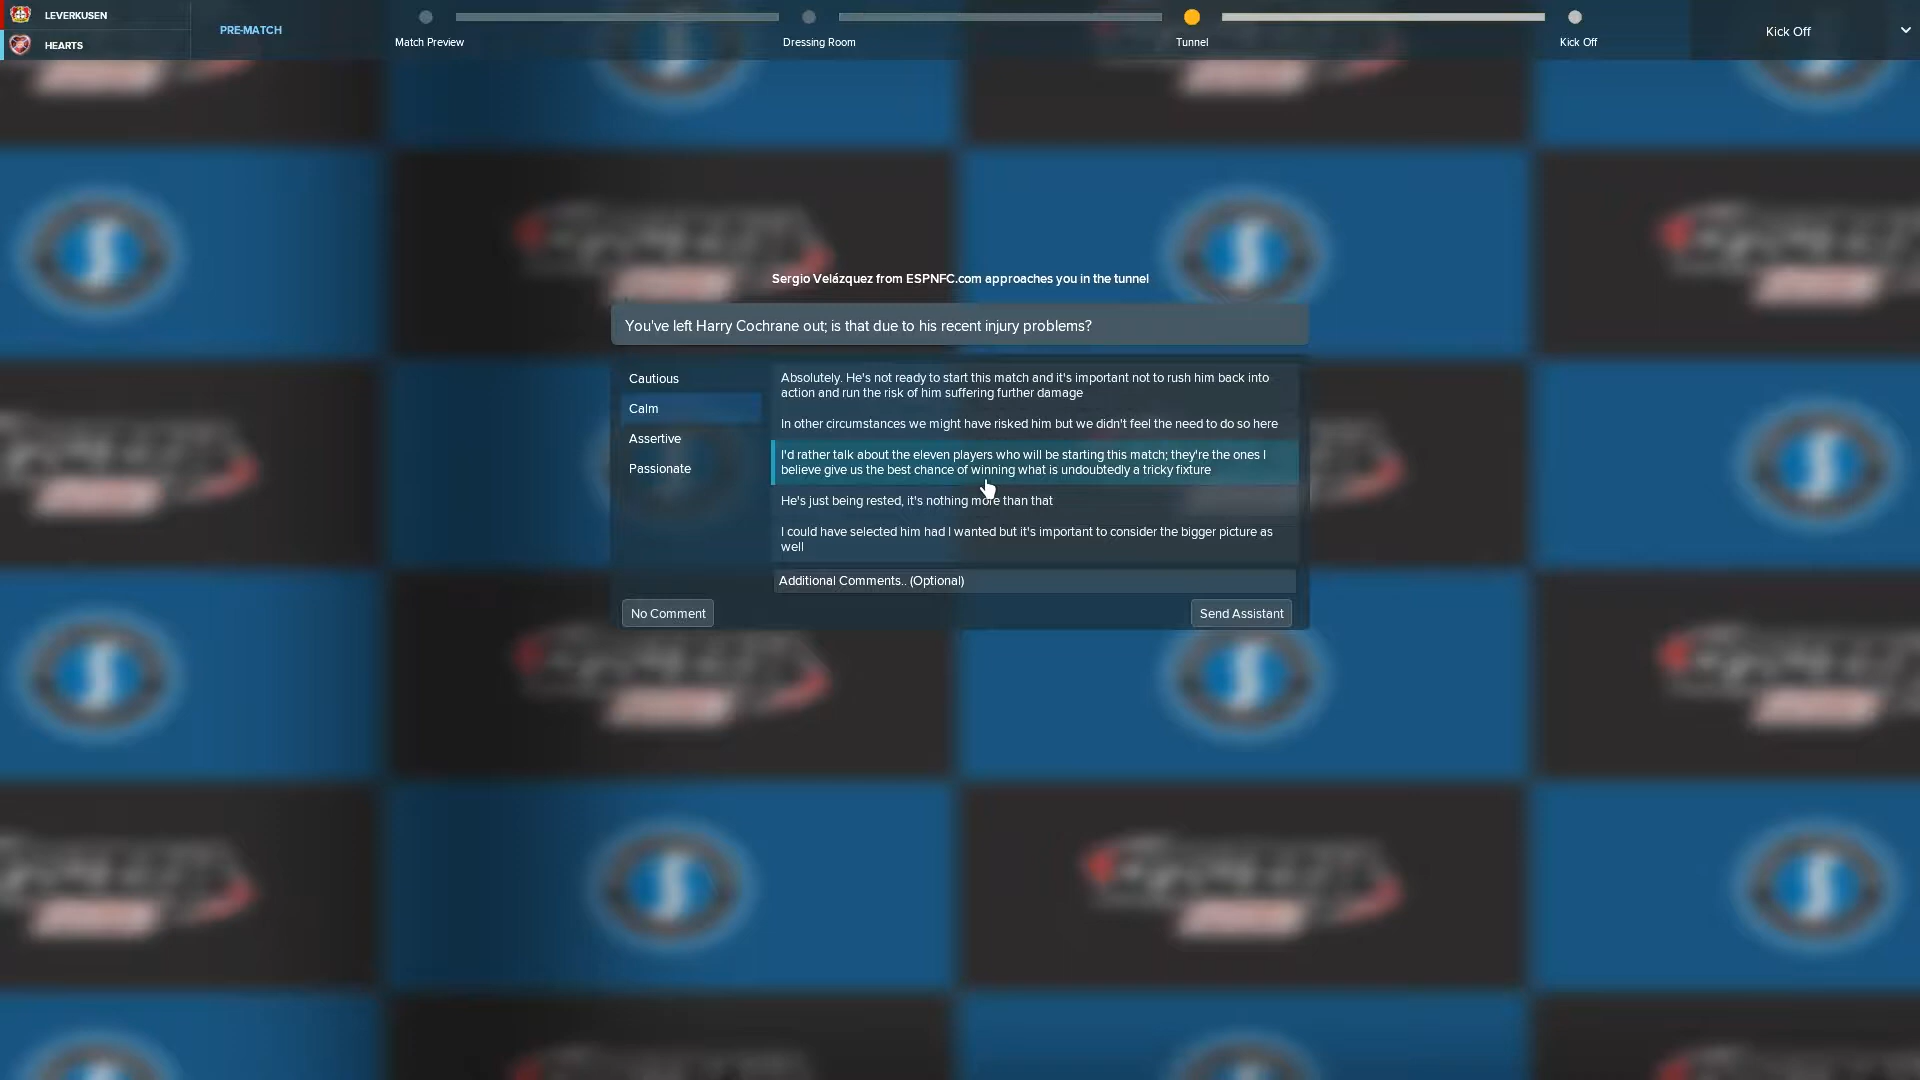 LEVERKUSEN
HEARTS
PRE-MATCH
Match Preview
Dressing Room
Tunnel
Kick Off
Kick Off
Sergio Velázquez from ESPNFC.com approaches you in the tunnel
You've left Harry Cochrane out; is that due to his recent injury problems?
Cautious
Calm
Assertive
Passionate
Absolutely. He's not ready to start this match and it's important not to rush him back into
action and run the risk of him suffering further damage
In other circumstances we might have risked him but we didn't feel the need to do so here
I'd rather talk about the eleven players who will be starting this match; they're the ones I
believe give us the best chance of winning what is undoubtedly a tricky fixture
He's just being rested, it's nothing more than that
I could have selected him had I wanted but it's important to consider the bigger picture as
well
Additional Comments.. (Optional)
No Comment
Send Assistant